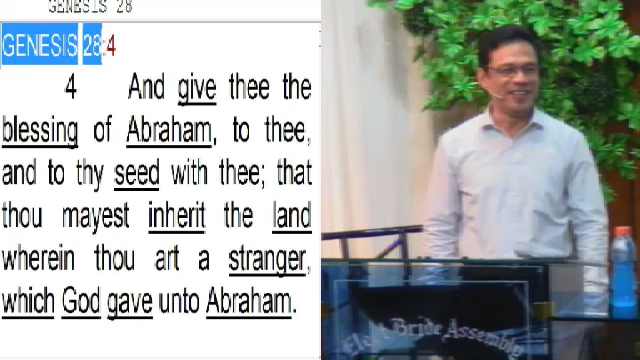 GENESIS 28
GENESIS 28:4
4 And give thee the
blessing of Abraham, to thee,
and to thy seed with thee; that
thou mayest inherit the land
wherein thou art a stranger,
which God gave unto Abraham.
Elect Bride Assembly